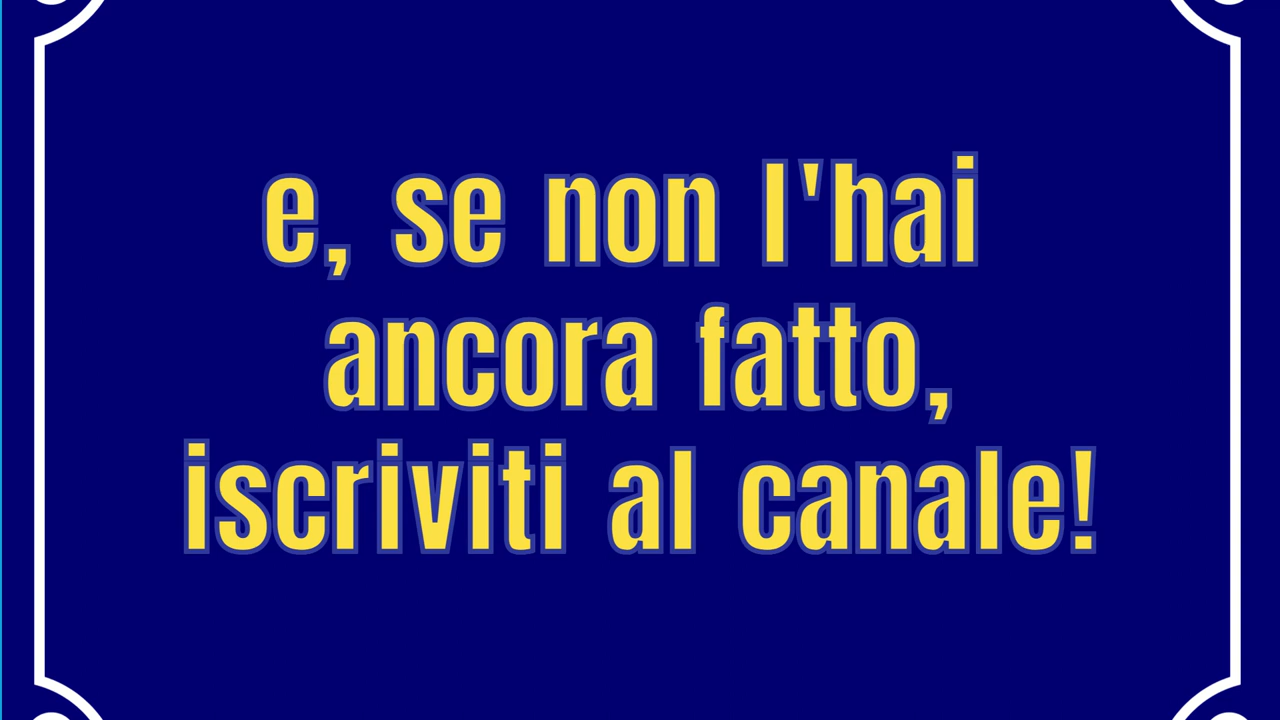 e, se non l'hai
ancora fatto,
iscriviti al canale!